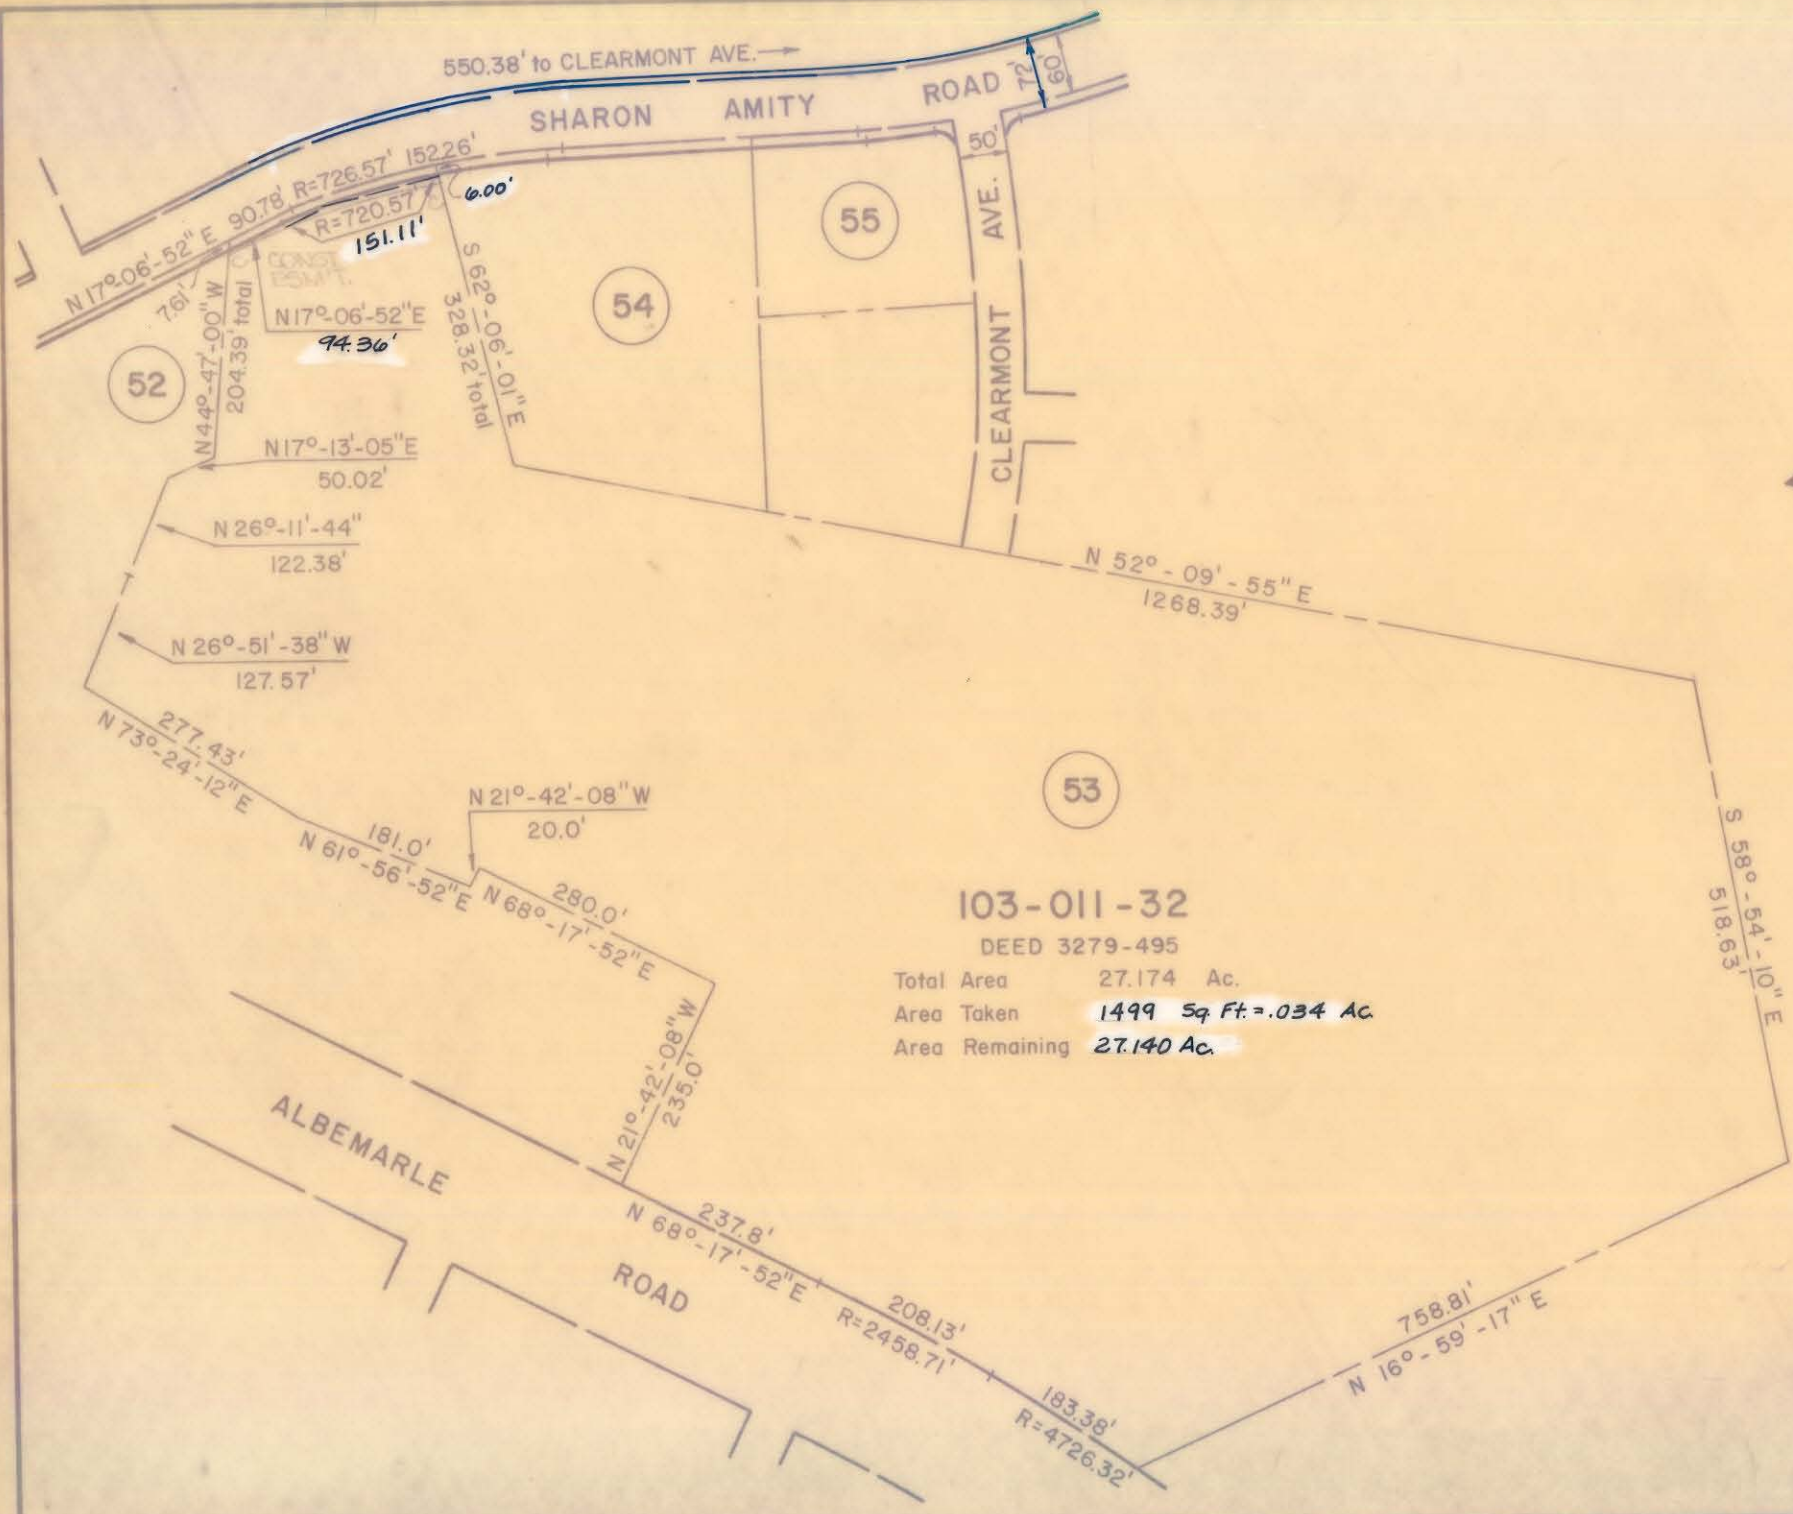 550.38' to CLEARMONT AVE.
SHARON AMITY ROAD
72'
60'
50'
N 17°-06'-52" E 90.78' R=726.57' 152.26'
R=720.57'
151.11'
6.00'
7.61'
CONST.
ESM'T.
N 44°-47'-00" W
204.39' total
N 17°-06'-52" E
94.36'
S 62°-06'-01" E
328.32' total
52
54
55
CLEARMONT AVE.
N 17°-13'-05" E
50.02'
N 26°-11'-44"
122.38'
N 26°-51'-38" W
127.57'
277.43'
N 73°-24'-12" E
N 52°-09'-55" E
1268.39'
181.0'
N 61°-56'-52" E
N 21°-42'-08" W
20.0'
280.0'
N 68°-17'-52" E
53
S 58°-54'-10" E
518.63'
103-011-32
DEED 3279-495
Total Area 27.174 Ac.
Area Taken 1499 Sq. Ft. = .034 Ac.
Area Remaining 27.140 Ac.
N 21°-42'-08" W
235.0'
ALBEMARLE
ROAD
237.8'
N 68°-17'-52" E
208.13'
R=2458.71'
183.38'
R=4726.32'
758.81'
N 16°-59'-17" E